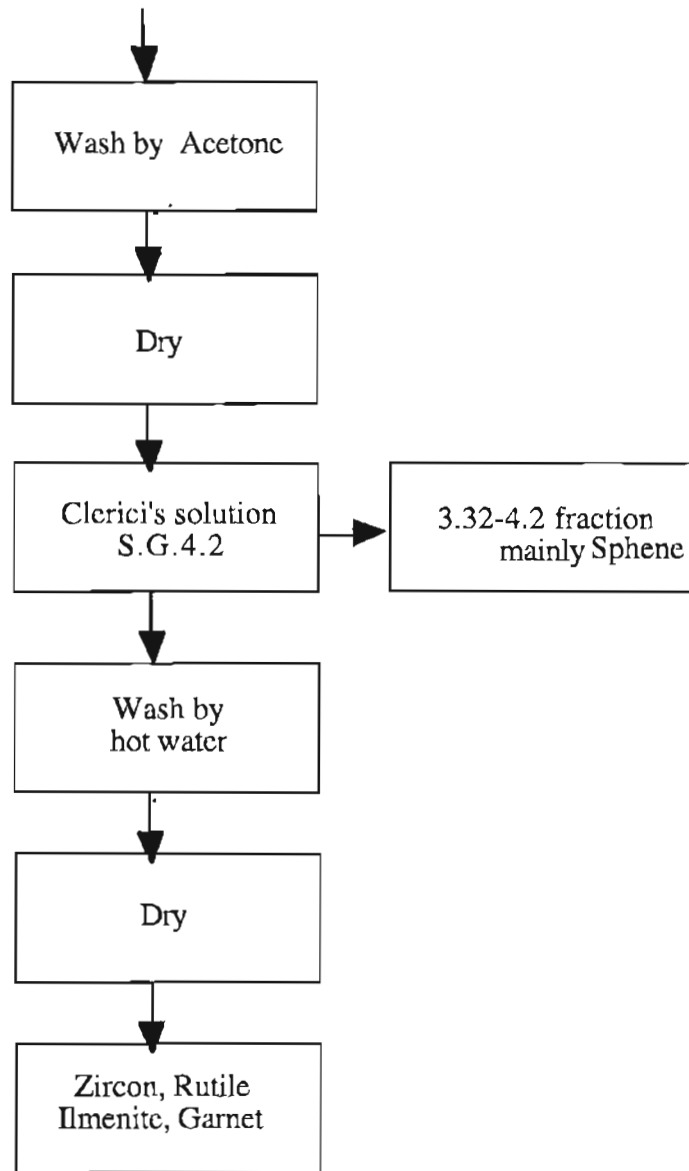 Wash by Acetone
Dry
Clerici's solution
S.G.4.2
3.32-4.2 fraction
mainly Sphene
Wash by
hot water
Dry
Zircon, Rutile
Ilmenite, Garnet